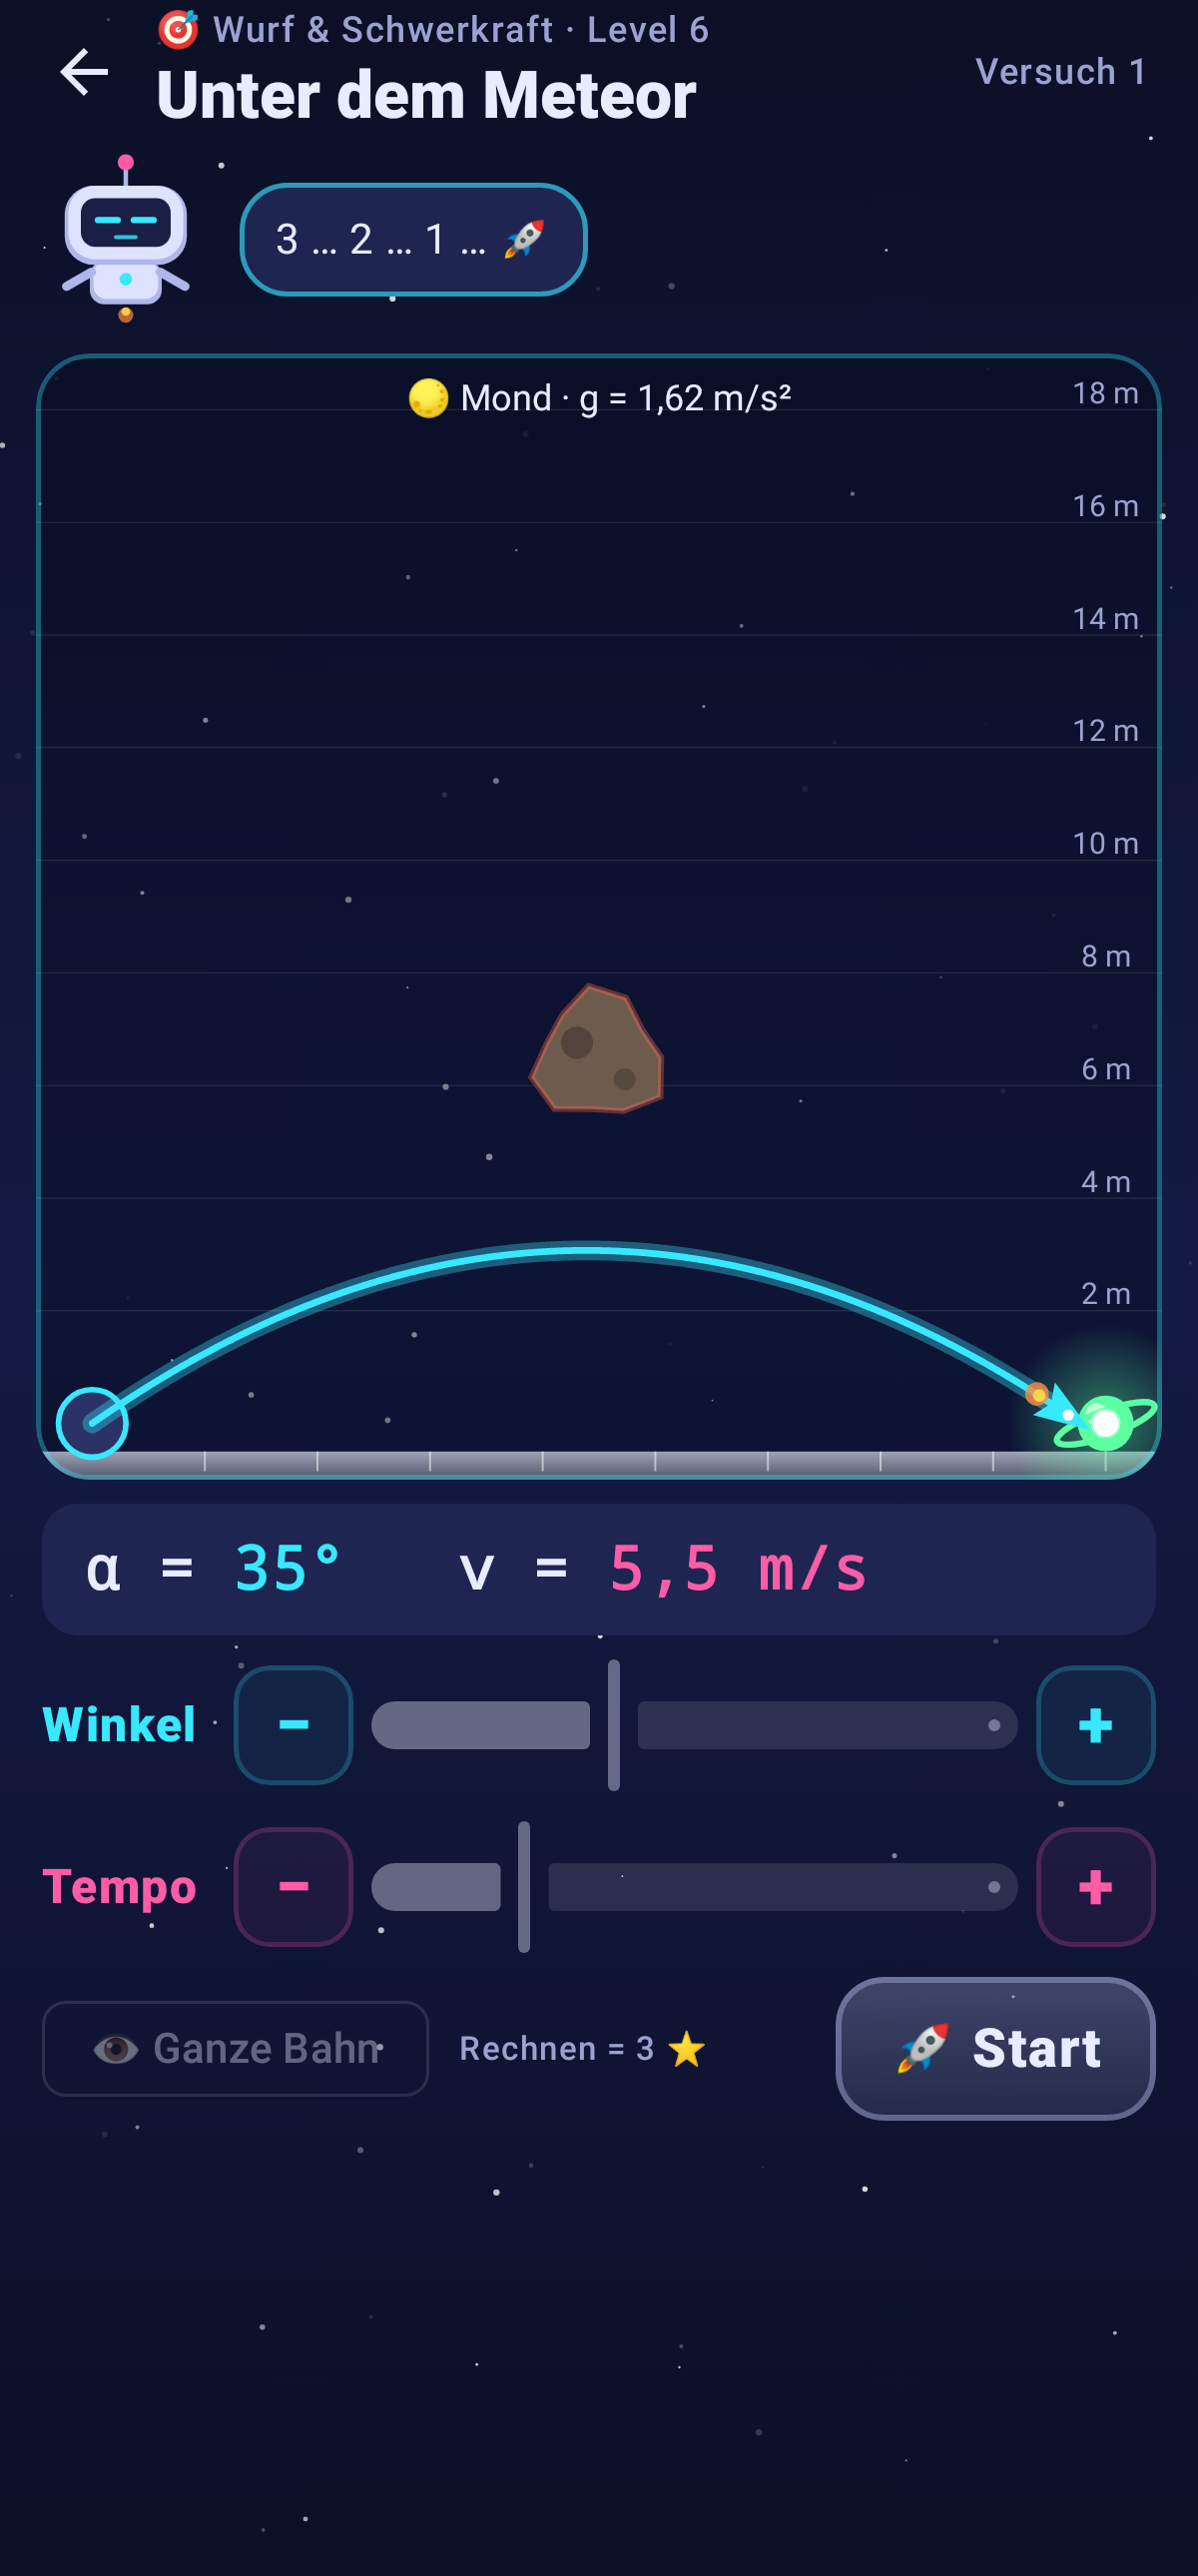 🎯 Wurf & Schwerkraft · Level 6
Unter dem Meteor
Versuch 1
3 … 2 … 1 … 🚀
Mond · g = 1,62 m/s²
18 m
16 m
14 m
12 m
10 m
8 m
6 m
4 m
2 m
α = 35° v = 5,5 m/s
Winkel − +
Tempo − +
👁 Ganze Bahn
Rechnen = 3 ⭐
🚀 Start